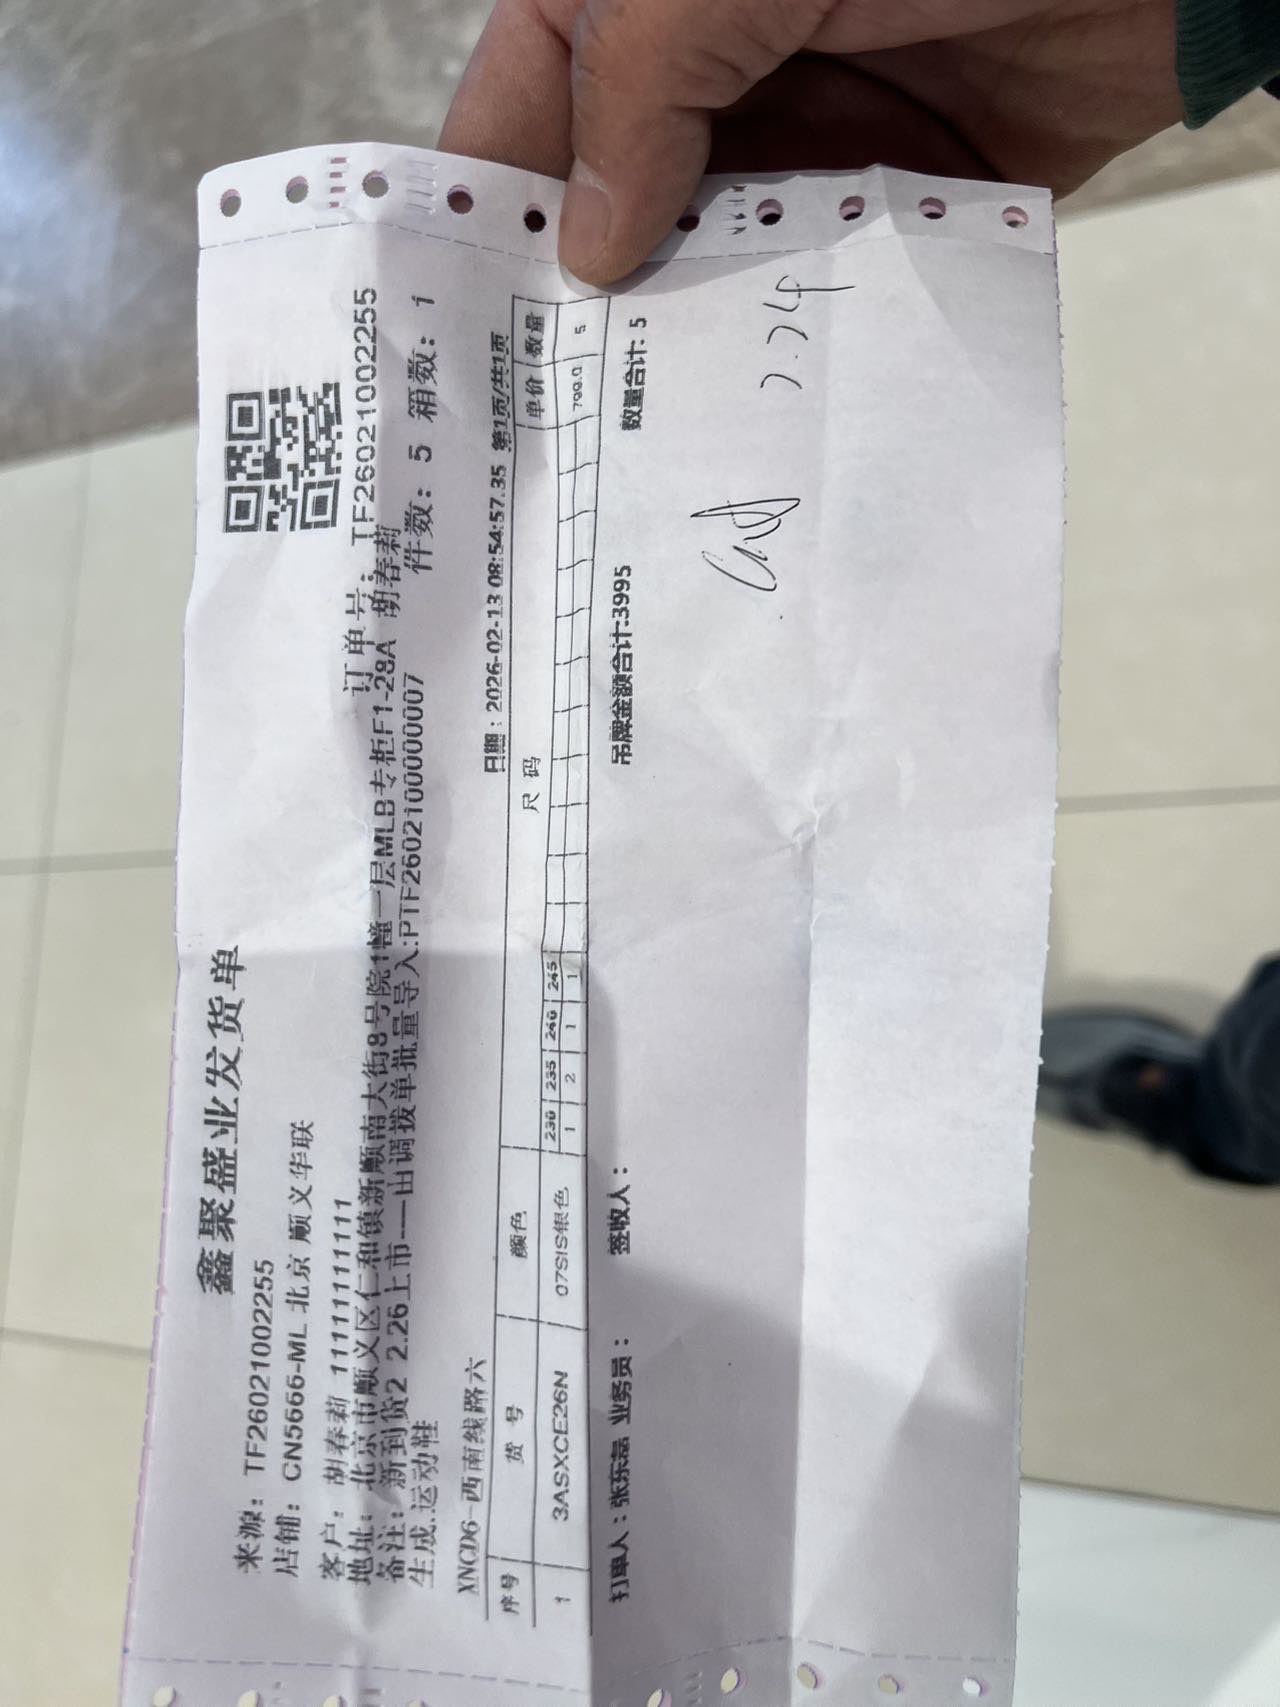 鑫聚盛业发货单
来源：TF2602100 2255
订单号：TF2602100 2255
店铺：CN5666-ML 北京 顺义华联
客户：胡春莉 11111111111
件数：5 箱数：1
地址：北京市顺义区仁和镇新顺南大街8号院1幢一层MLB专柜F1-28A 胡春莉
备注：新到货2 2.26上市——出调拨单批量导入:PTF260210000007
生成..运动鞋
XNCD6-西南线路六 日期：2026-02-13 08:54:57.35 第1页/共1页
序号 货号 颜色 尺码 单价 数量
230 235 240 245
1 3ASXCE26N 07SIS银色 1 2 1 1 799.0 5
打单人：张东磊 业务员： 签收人： 吊牌金额合计:3995 数量合计: 5
2.24